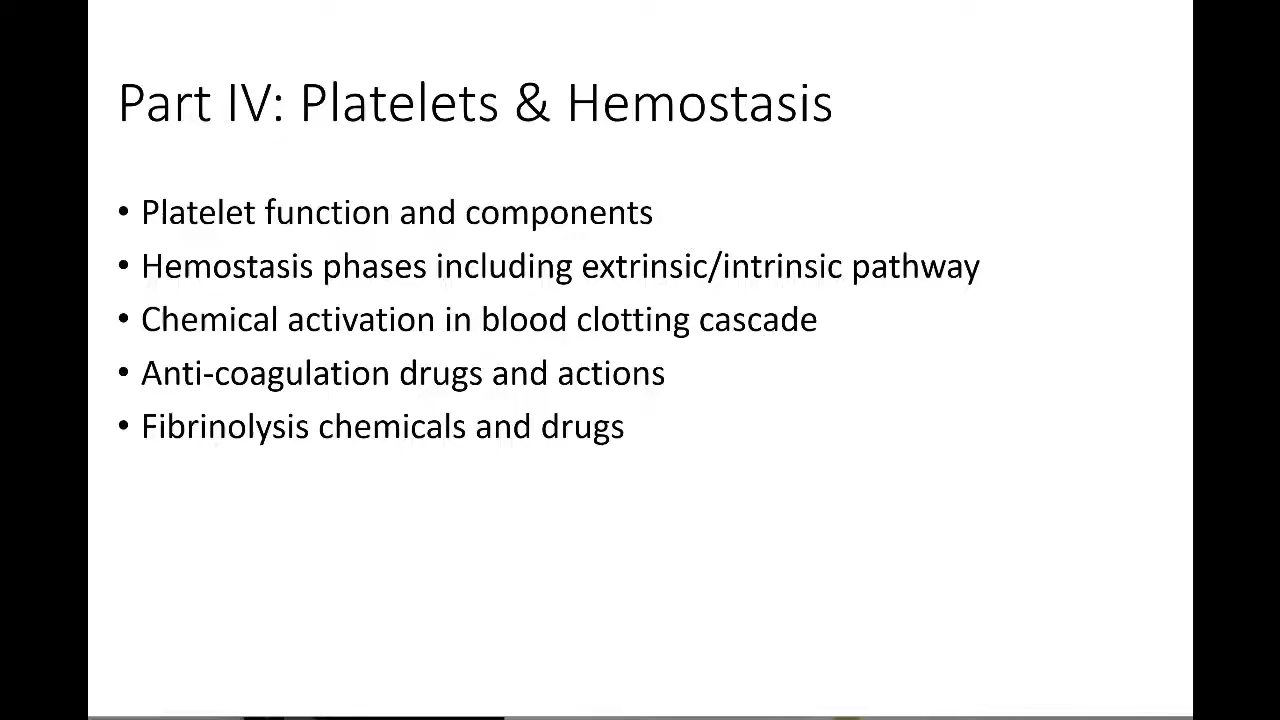 Part IV: Platelets & Hemostasis
• Platelet function and components
• Hemostasis phases including extrinsic/intrinsic pathway
• Chemical activation in blood clotting cascade
• Anti-coagulation drugs and actions
• Fibrinolysis chemicals and drugs